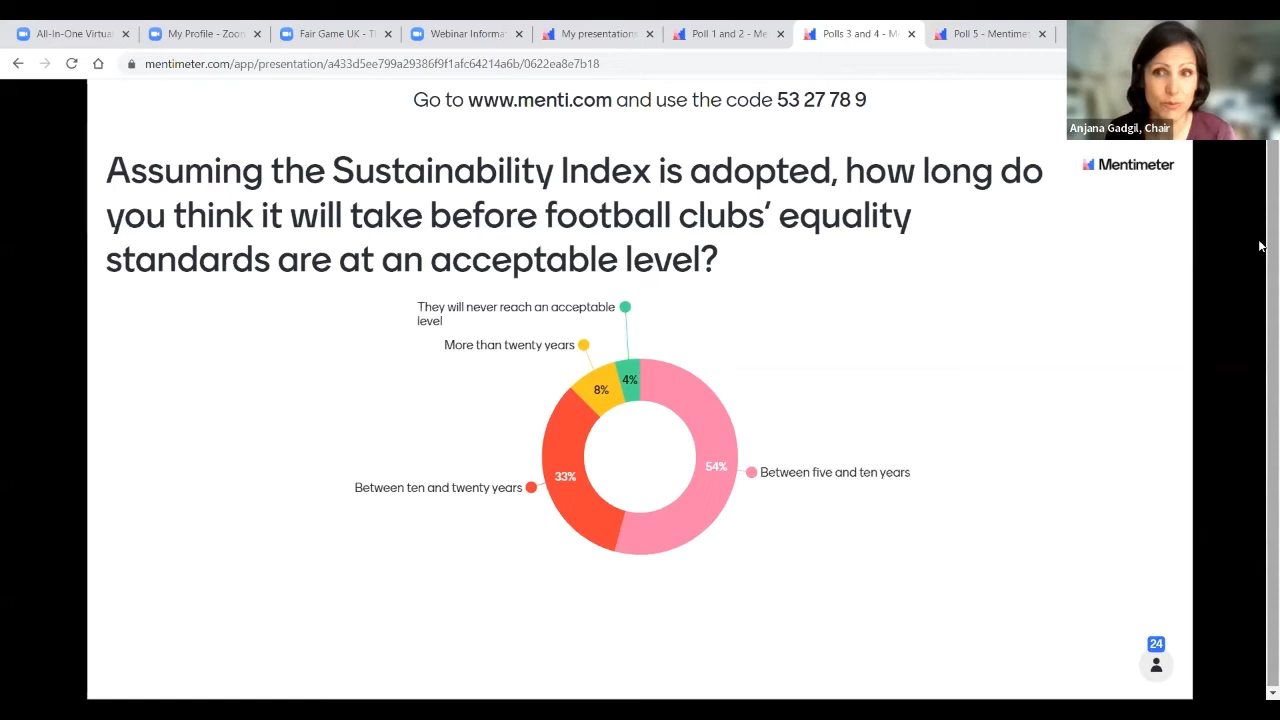 All-In-One Virtua
My Profile - Zoon
Fair Game UK - T
Webinar Informa
My presentations
Poll 1 and 2 - Me
Polls 3 and 4 - M
Poll 5 - Mentimet
mentimeter.com/app/presentation/a433d5ee799a29386f9f1afc84214a6b/0622ea8e7b18
Anjana Gadgil, Chair
Go to www.menti.com and use the code 53 27 78 9
Mentimeter
Assuming the Sustainability Index is adopted, how long do
you think it will take before football clubs’ equality
standards are at an acceptable level?
They will never reach an acceptable
level
More than twenty years
4%
8%
54%
Between five and ten years
33%
Between ten and twenty years
24